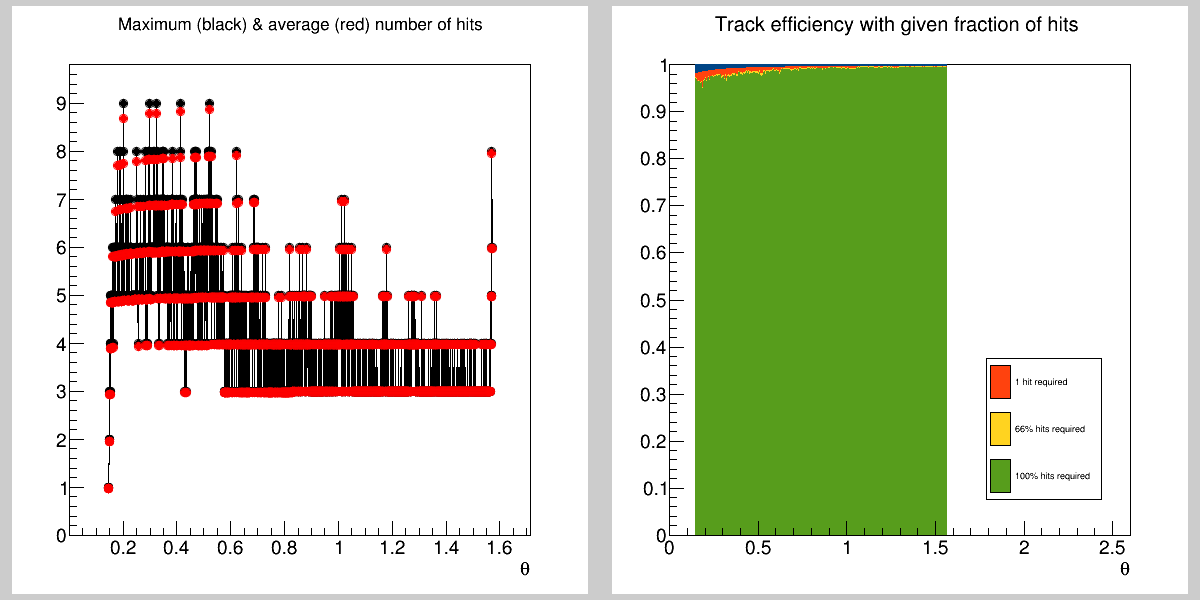 Maximum (black) & average (red) number of hits
9
8
7
6
5
4
3
2
1
0
0.2 0.4 0.6 0.8 1 1.2 1.4 1.6
θ
Track efficiency with given fraction of hits
1
0.9
0.8
0.7
0.6
0.5
0.4
0.3
0.2
0.1
0
0 0.5 1 1.5 2 2.5
θ
1 hit required
66% hits required
100% hits required